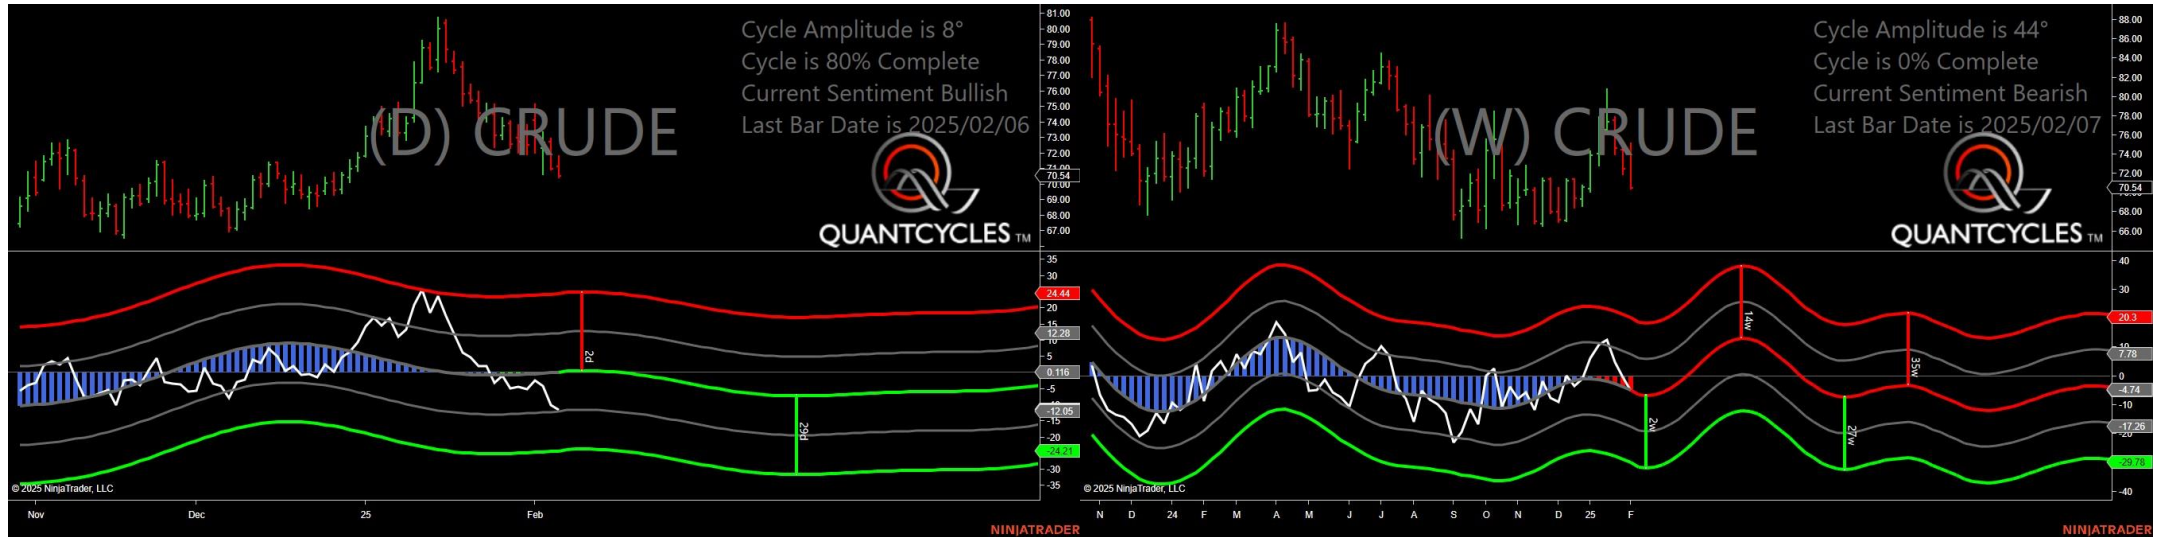 Cycle Amplitude is 8°
Cycle is 80% Complete
Current Sentiment Bullish
Last Bar Date is 2025/02/06
(D) CRUDE
QUANTCYCLES TM
81.00
80.00
79.00
78.00
77.00
76.00
75.00
74.00
73.00
72.00
71.00
70.54
70.00
69.00
68.00
67.00
35
30
24.44
20
15
12.28
10
5
0.116
-5
-12.05
-15
-20
-24.21
-30
-35
2d
29d
© 2025 NinjaTrader, LLC
Nov Dec 25 Feb
NINJATRADER
Cycle Amplitude is 44°
Cycle is 0% Complete
Current Sentiment Bearish
Last Bar Date is 2025/02/07
(W) CRUDE
QUANTCYCLES TM
88.00
86.00
84.00
82.00
80.00
78.00
76.00
74.00
72.00
70.54
68.00
66.00
40
30
20.3
10
7.78
0
-4.74
-10
-17.26
-20
-29.78
-40
14w
35w
2w
27w
© 2025 NinjaTrader, LLC
N D 24 F M A M J J A S O N D 25 F
NINJATRADER